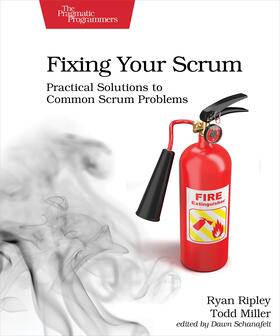 The
Pragmatic
Programmers
Fixing Your Scrum
Practical Solutions to
Common Scrum Problems
FIRE
Extinguisher
Ryan Ripley
Todd Miller
edited by Dawn Schanafelt